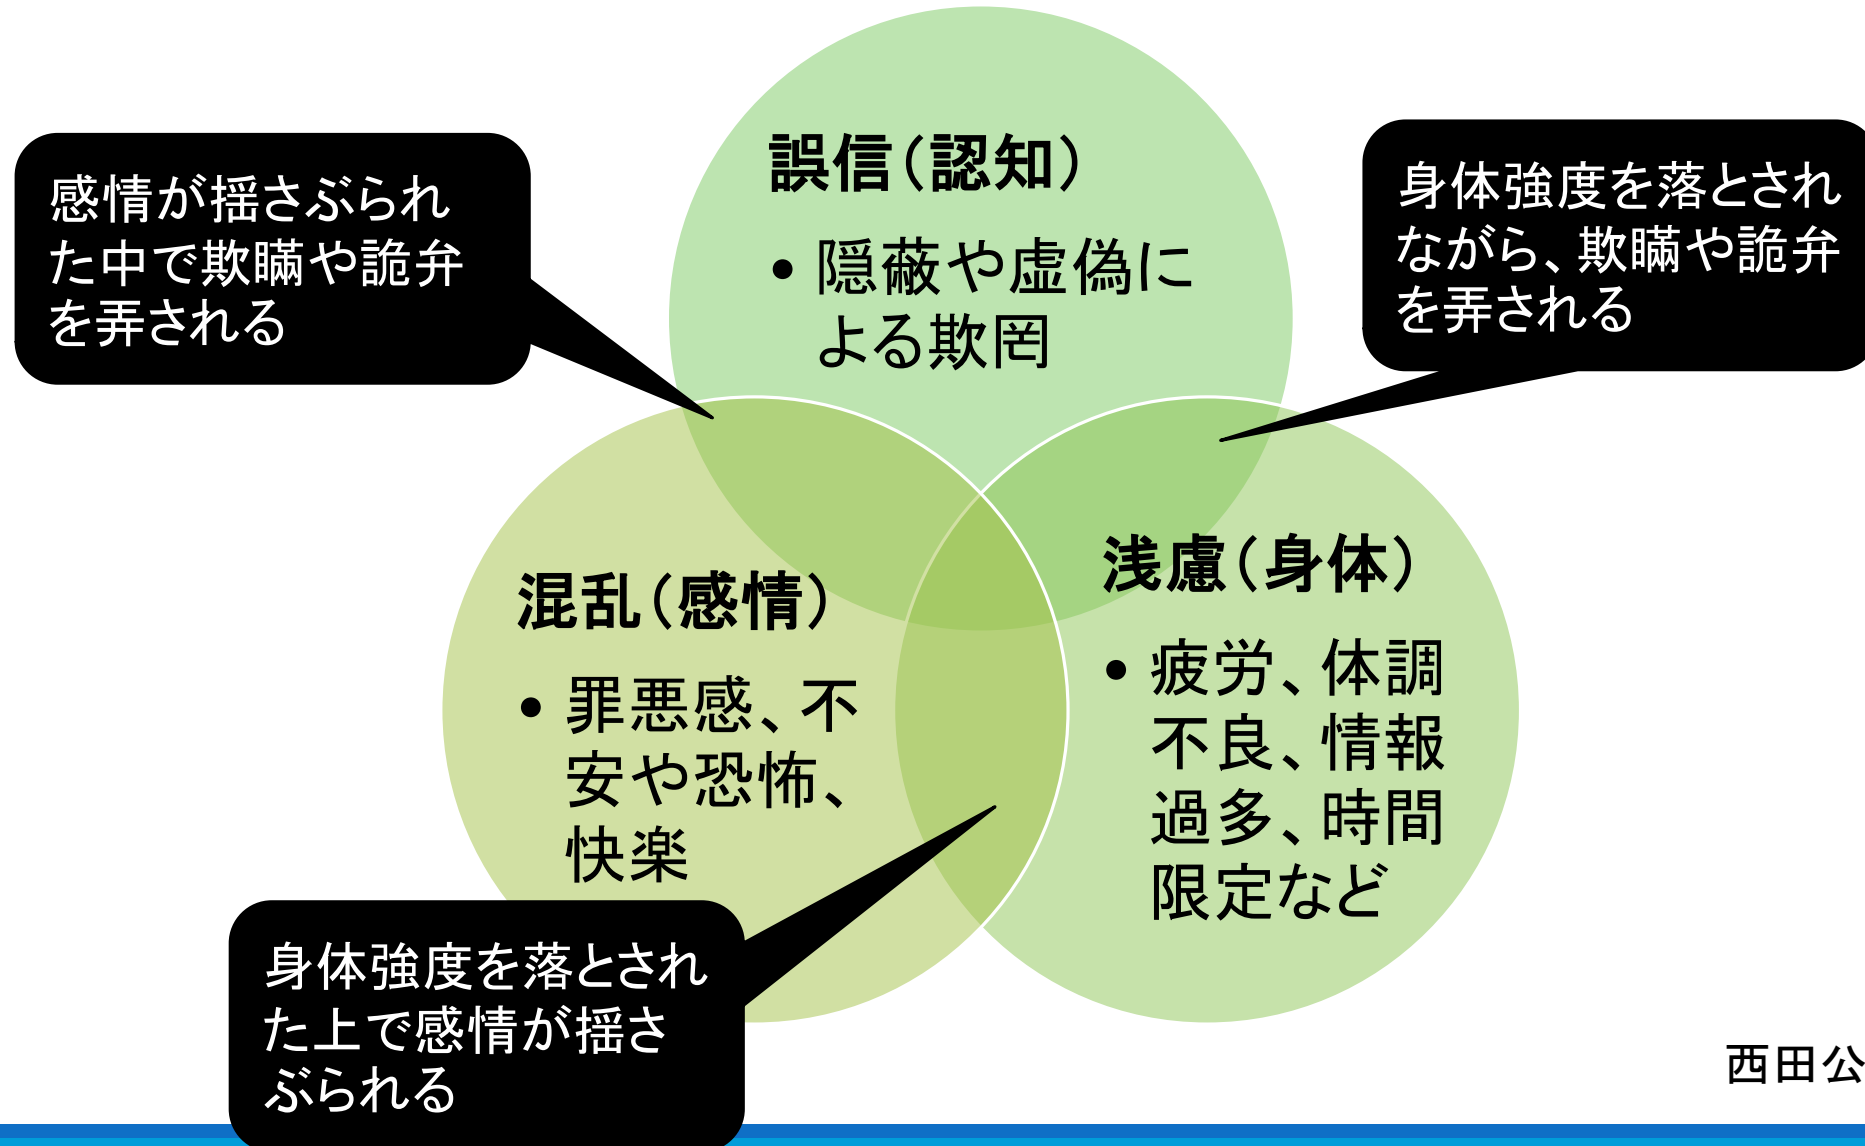 誤信（認知）
• 隠蔽や虚偽に
よる欺罔
感情が揺さぶられ
た中で欺瞞や詭弁
を弄される
身体強度を落とされ
ながら、欺瞞や詭弁
を弄される
混乱（感情）
• 罪悪感、不
安や恐怖、
快楽
浅慮（身体）
• 疲労、体調
不良、情報
過多、時間
限定など
身体強度を落とされ
た上で感情が揺さ
ぶられる
西田公